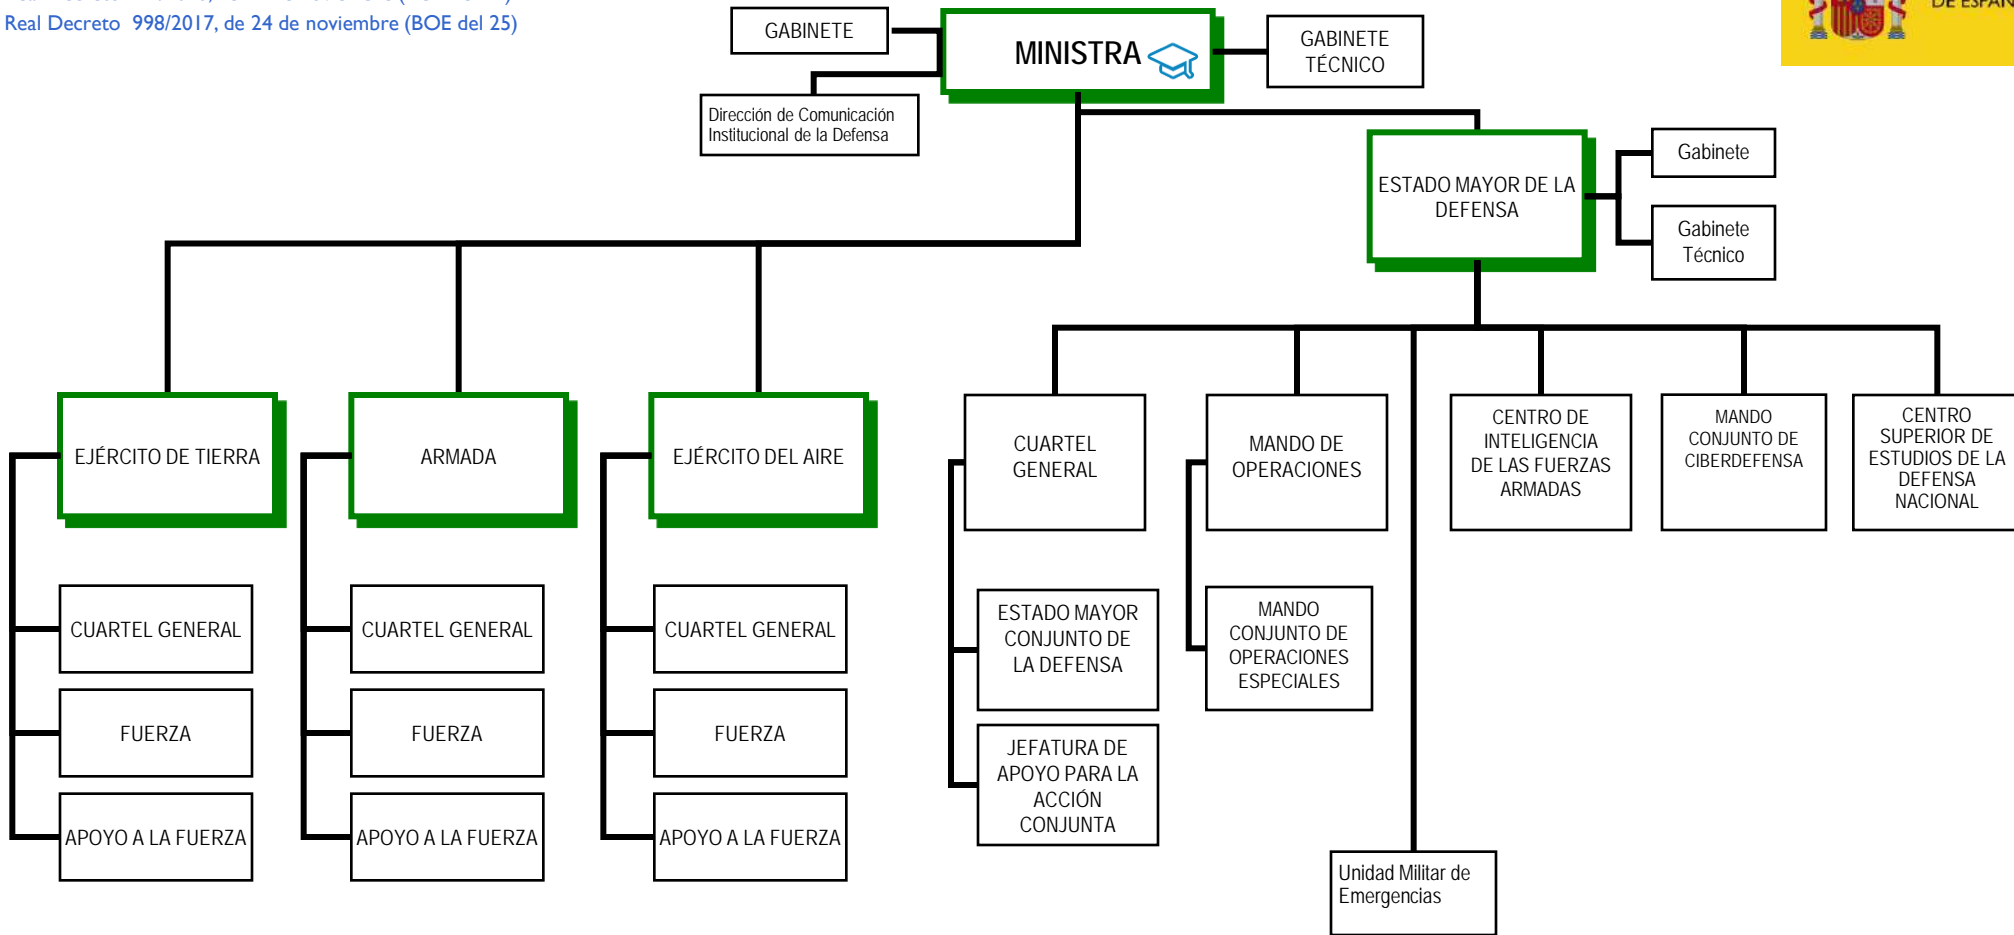 Real Decreto 998/2017, de 24 de noviembre (BOE del 25)
DE ESPAÑ
GABINETE
MINISTRA
GABINETE
TÉCNICO
Dirección de Comunicación
Institucional de la Defensa
ESTADO MAYOR DE LA
DEFENSA
Gabinete
Gabinete
Técnico
EJÉRCITO DE TIERRA
ARMADA
EJÉRCITO DEL AIRE
CUARTEL
GENERAL
MANDO DE
OPERACIONES
CENTRO DE
INTELIGENCIA
DE LAS FUERZAS
ARMADAS
MANDO
CONJUNTO DE
CIBERDEFENSA
CENTRO
SUPERIOR DE
ESTUDIOS DE LA
DEFENSA
NACIONAL
CUARTEL GENERAL
CUARTEL GENERAL
CUARTEL GENERAL
ESTADO MAYOR
CONJUNTO DE
LA DEFENSA
MANDO
CONJUNTO DE
OPERACIONES
ESPECIALES
FUERZA
FUERZA
FUERZA
JEFATURA DE
APOYO PARA LA
ACCIÓN
CONJUNTA
APOYO A LA FUERZA
APOYO A LA FUERZA
APOYO A LA FUERZA
Unidad Militar de
Emergencias